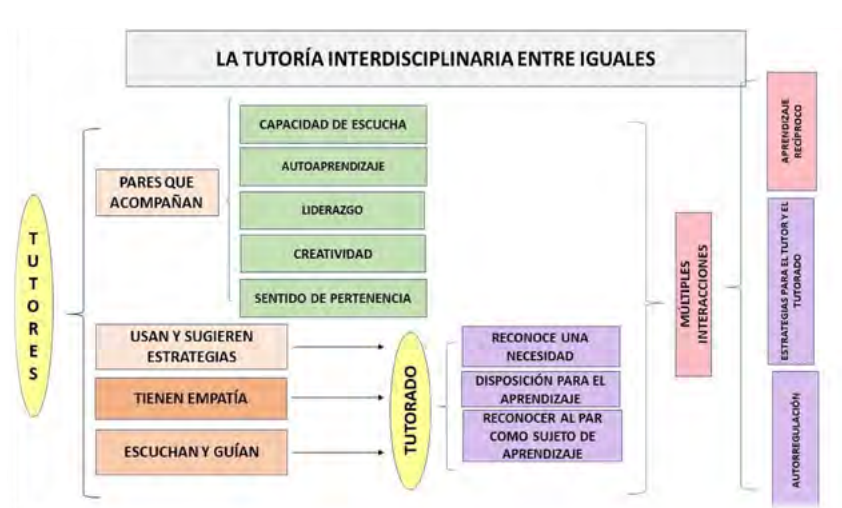 LA TUTORÍA INTERDISCIPLINARIA ENTRE IGUALES
TUTORES
PARES QUE
ACOMPAÑAN
CAPACIDAD DE ESCUCHA
AUTOAPRENDIZAJE
LIDERAZGO
CREATIVIDAD
SENTIDO DE PERTENENCIA
USAN Y SUGIEREN
ESTRATEGIAS
TIENEN EMPATÍA
ESCUCHAN Y GUÍAN
TUTORADO
RECONOCE UNA
NECESIDAD
DISPOSICIÓN PARA EL
APRENDIZAJE
RECONOCER AL PAR
COMO SUJETO DE
APRENDIZAJE
MÚLTIPLES
INTERACCIONES
APRENDIZAJE
RECÍPROCO
ESTRATEGIAS PARA EL TUTOR Y EL
TUTORADO
AUTORREGULACIÓN